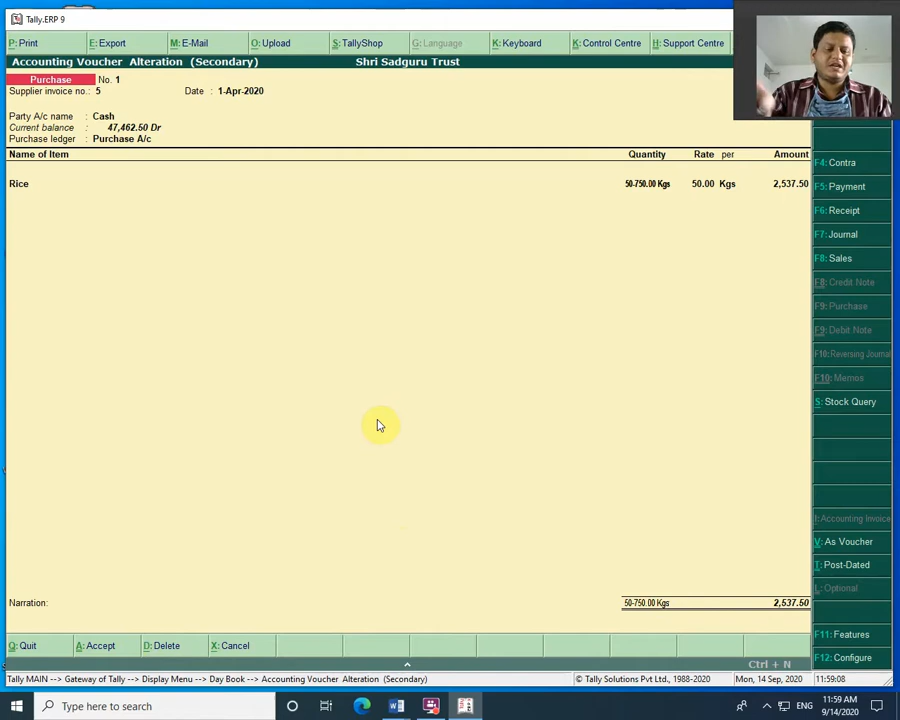 Tally.ERP 9
P: Print E: Export M: E-Mail O: Upload S: TallyShop G: Language K: Keyboard K: Control Centre H: Support Centre
Accounting Voucher Alteration (Secondary) Shri Sadguru Trust
Purchase No. 1
Supplier invoice no.: 5 Date : 1-Apr-2020
Party A/c name : Cash
Current balance : 47,462.50 Dr
Purchase ledger : Purchase A/c
Name of Item Quantity Rate per Amount
Rice 50-750.00 Kgs 50.00 Kgs 2,537.50
F4: Contra
F5: Payment
F6: Receipt
F7: Journal
F8: Sales
F8: Credit Note
F9: Purchase
F9: Debit Note
F10: Reversing Journal
F10: Memos
S: Stock Query
I: Accounting Invoice
V: As Voucher
T: Post-Dated
L: Optional
F11: Features
F12: Configure
Narration: 50-750.00 Kgs 2,537.50
Q: Quit A: Accept D: Delete X: Cancel
Ctrl + N
Tally MAIN --> Gateway of Tally --> Display Menu --> Day Book --> Accounting Voucher Alteration (Secondary) © Tally Solutions Pvt Ltd., 1988-2020 Mon, 14 Sep, 2020 11:59:08
Type here to search ENG 11:59 AM
9/14/2020